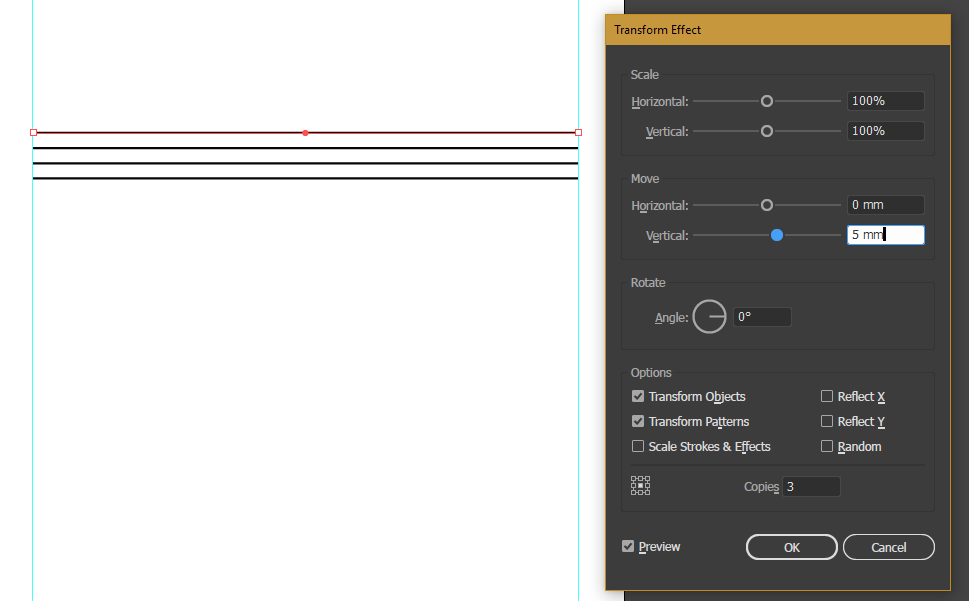 Transform Effect
Scale
Horizontal: 100%
Vertical: 100%
Move
Horizontal: 0 mm
Vertical: 5 mm
Rotate
Angle: 0°
Options
Transform Objects Reflect X
Transform Patterns Reflect Y
Scale Strokes & Effects Random
Copies 3
Preview OK Cancel